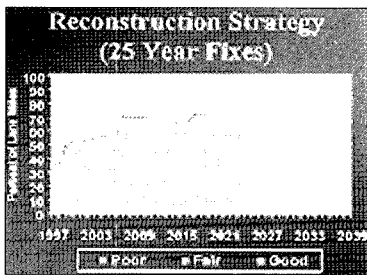 Reconstruction Strategy
(25 Year Fixes)
Percent of Lane Miles
100
90
80
70
60
50
40
30
20
10
0
1997 2003 2009 2015 2021 2027 2033 2039
Poor Fair Good